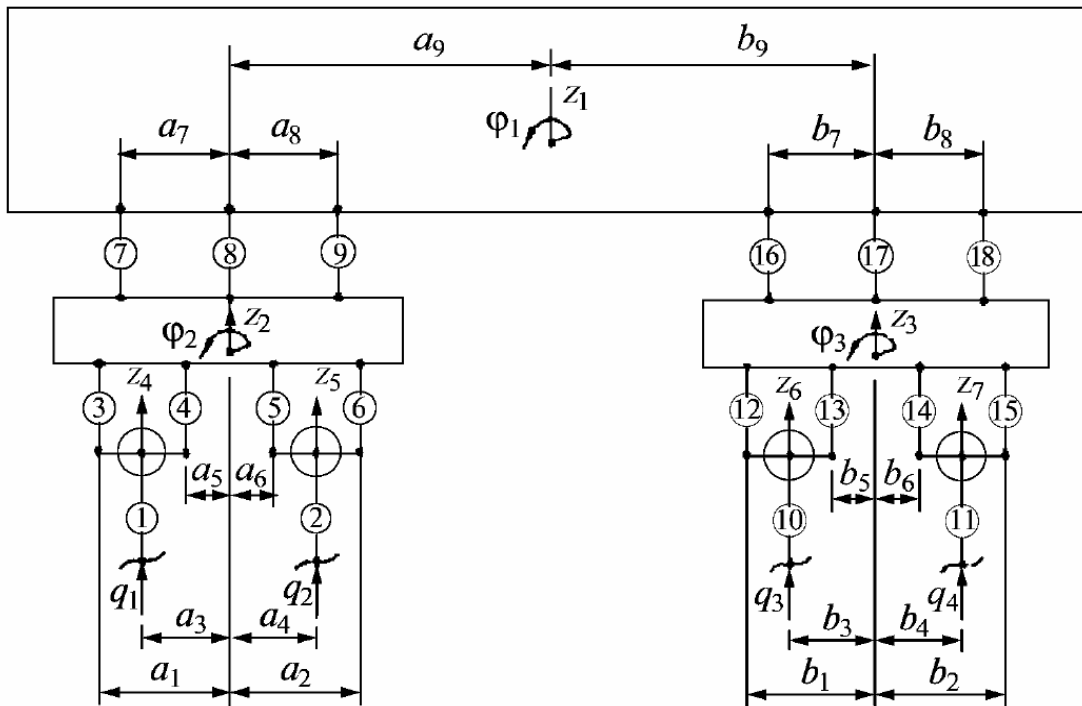 a₉ b₉
z₁
φ₁
a₇ a₈ b₇ b₈
7 8 9 16 17 18
φ₂ z₂ φ₃ z₃
z₄ z₅ z₆ z₇
3 4 5 6 12 13 14 15
a₅ a₆ b₅ b₆
1 2 10 11
q₁ q₂ q₃ q₄
a₃ a₄ b₃ b₄
a₁ a₂ b₁ b₂